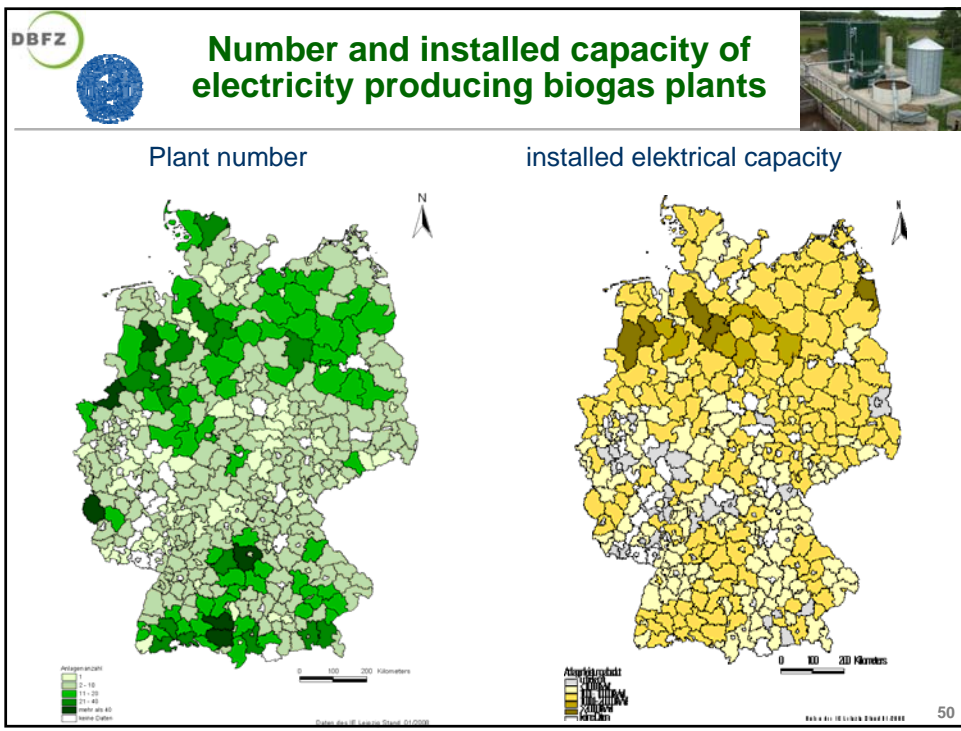 DBFZ
Number and installed capacity of
electricity producing biogas plants
Plant number
installed elektrical capacity
N
N
Anlagenanzahl
1
2 - 10
11 - 20
21 - 40
mehr als 40
keine Daten
0 100 200 Kilometers
Daten des IE Leipzig Stand 01/2008
0 100 200 Kilometers
keine Daten
50